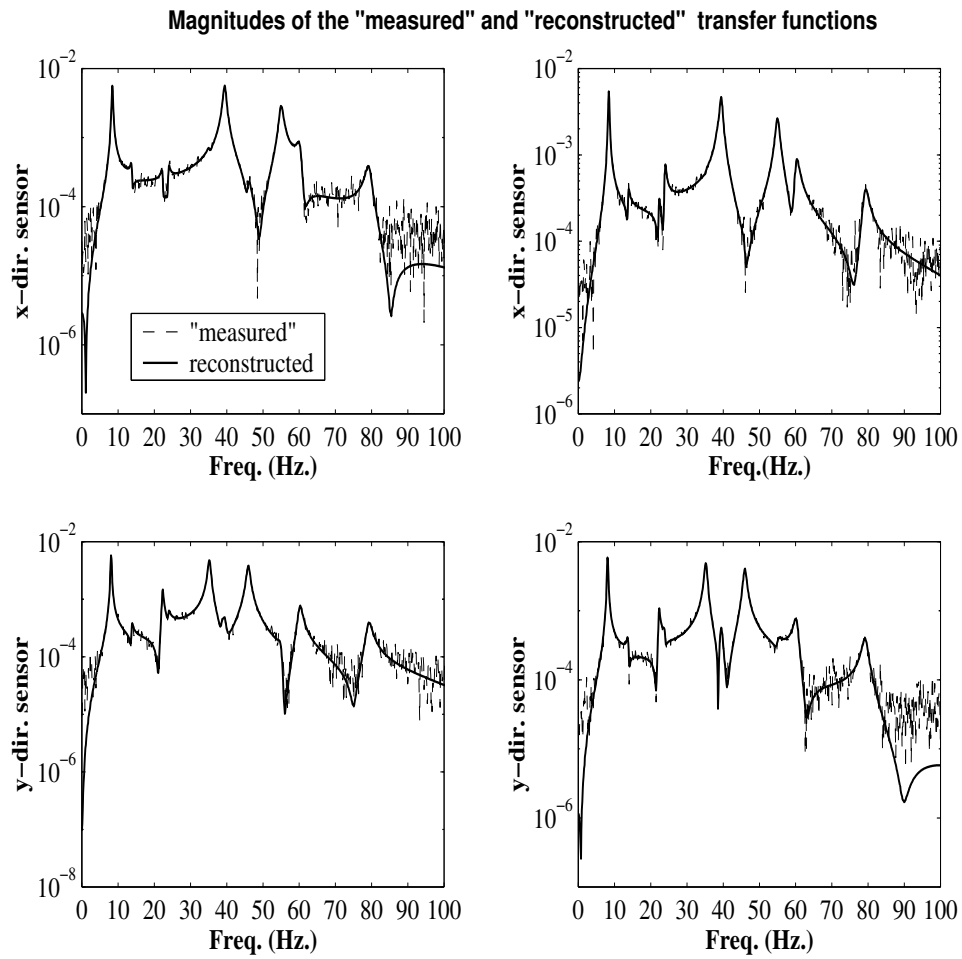 Magnitudes of the "measured" and "reconstructed" transfer functions
10^-2
10^-4
10^-6
x-dir. sensor
"measured"
reconstructed
0 10 20 30 40 50 60 70 80 90 100
Freq. (Hz.)
10^-2
10^-3
10^-4
10^-5
10^-6
x-dir. sensor
0 10 20 30 40 50 60 70 80 90 100
Freq.(Hz.)
10^-2
10^-4
10^-6
10^-8
y-dir. sensor
0 10 20 30 40 50 60 70 80 90 100
Freq. (Hz.)
10^-2
10^-4
10^-6
y-dir. sensor
0 10 20 30 40 50 60 70 80 90 100
Freq. (Hz.)